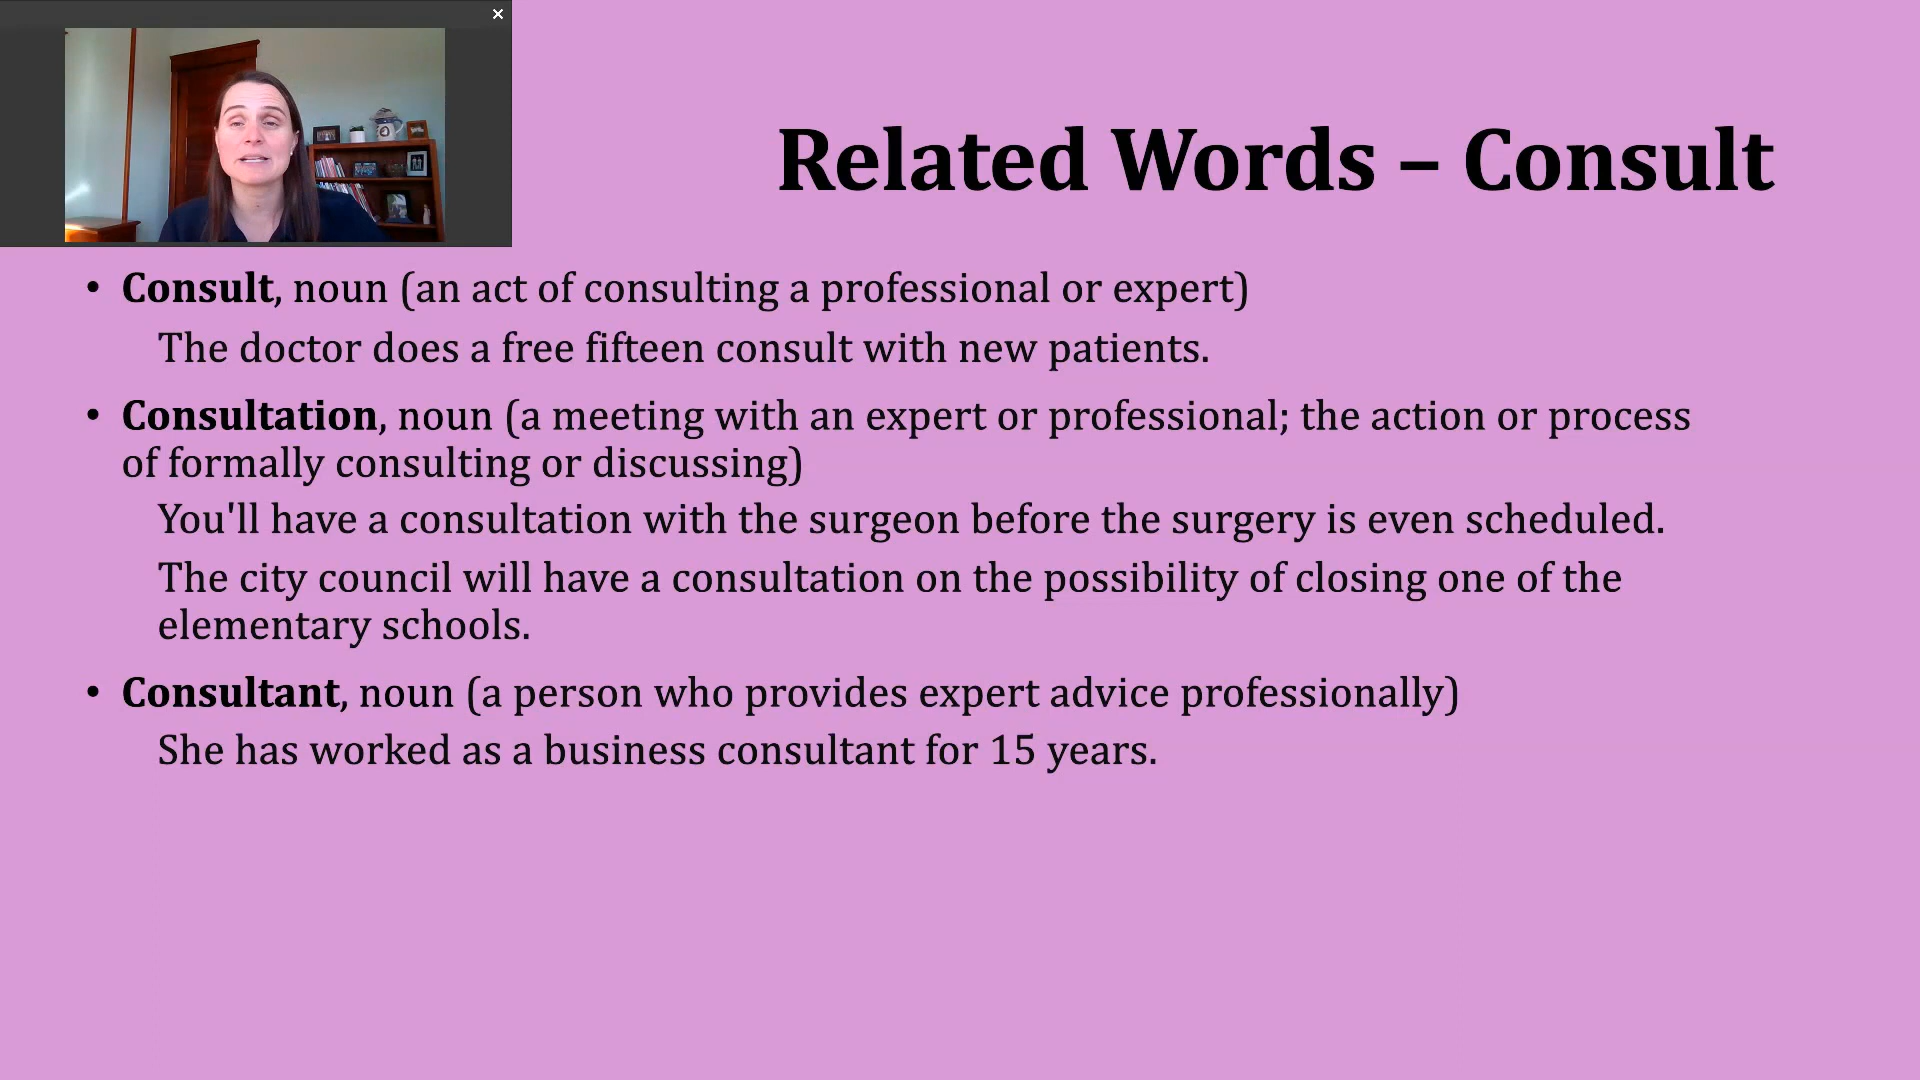 Related Words – Consult
• Consult, noun (an act of consulting a professional or expert)
The doctor does a free fifteen consult with new patients.
• Consultation, noun (a meeting with an expert or professional; the action or process
of formally consulting or discussing)
You'll have a consultation with the surgeon before the surgery is even scheduled.
The city council will have a consultation on the possibility of closing one of the
elementary schools.
• Consultant, noun (a person who provides expert advice professionally)
She has worked as a business consultant for 15 years.